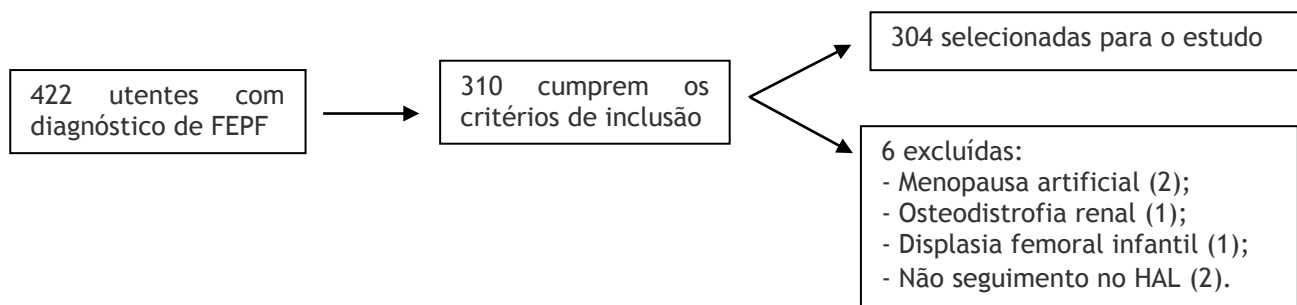 422 utentes com
diagnóstico de FEPF
310 cumprem os
critérios de inclusão
304 selecionadas para o estudo
6 excluídas:
- Menopausa artificial (2);
- Osteodistrofia renal (1);
- Displasia femoral infantil (1);
- Não seguimento no HAL (2).